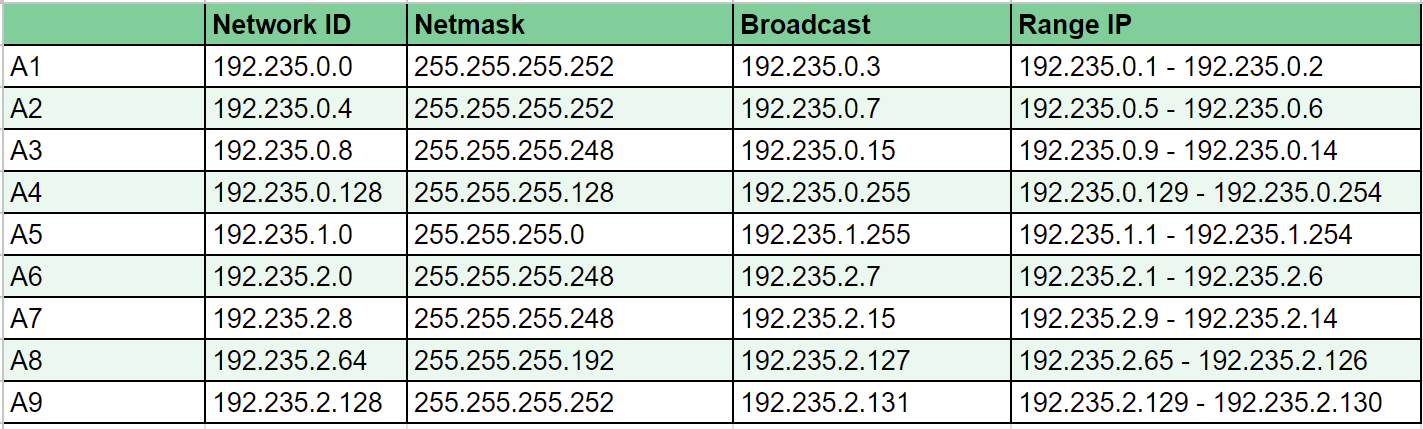 Network ID Netmask Broadcast Range IP
A1 192.235.0.0 255.255.255.252 192.235.0.3 192.235.0.1 - 192.235.0.2
A2 192.235.0.4 255.255.255.252 192.235.0.7 192.235.0.5 - 192.235.0.6
A3 192.235.0.8 255.255.255.248 192.235.0.15 192.235.0.9 - 192.235.0.14
A4 192.235.0.128 255.255.255.128 192.235.0.255 192.235.0.129 - 192.235.0.254
A5 192.235.1.0 255.255.255.0 192.235.1.255 192.235.1.1 - 192.235.1.254
A6 192.235.2.0 255.255.255.248 192.235.2.7 192.235.2.1 - 192.235.2.6
A7 192.235.2.8 255.255.255.248 192.235.2.15 192.235.2.9 - 192.235.2.14
A8 192.235.2.64 255.255.255.192 192.235.2.127 192.235.2.65 - 192.235.2.126
A9 192.235.2.128 255.255.255.252 192.235.2.131 192.235.2.129 - 192.235.2.130